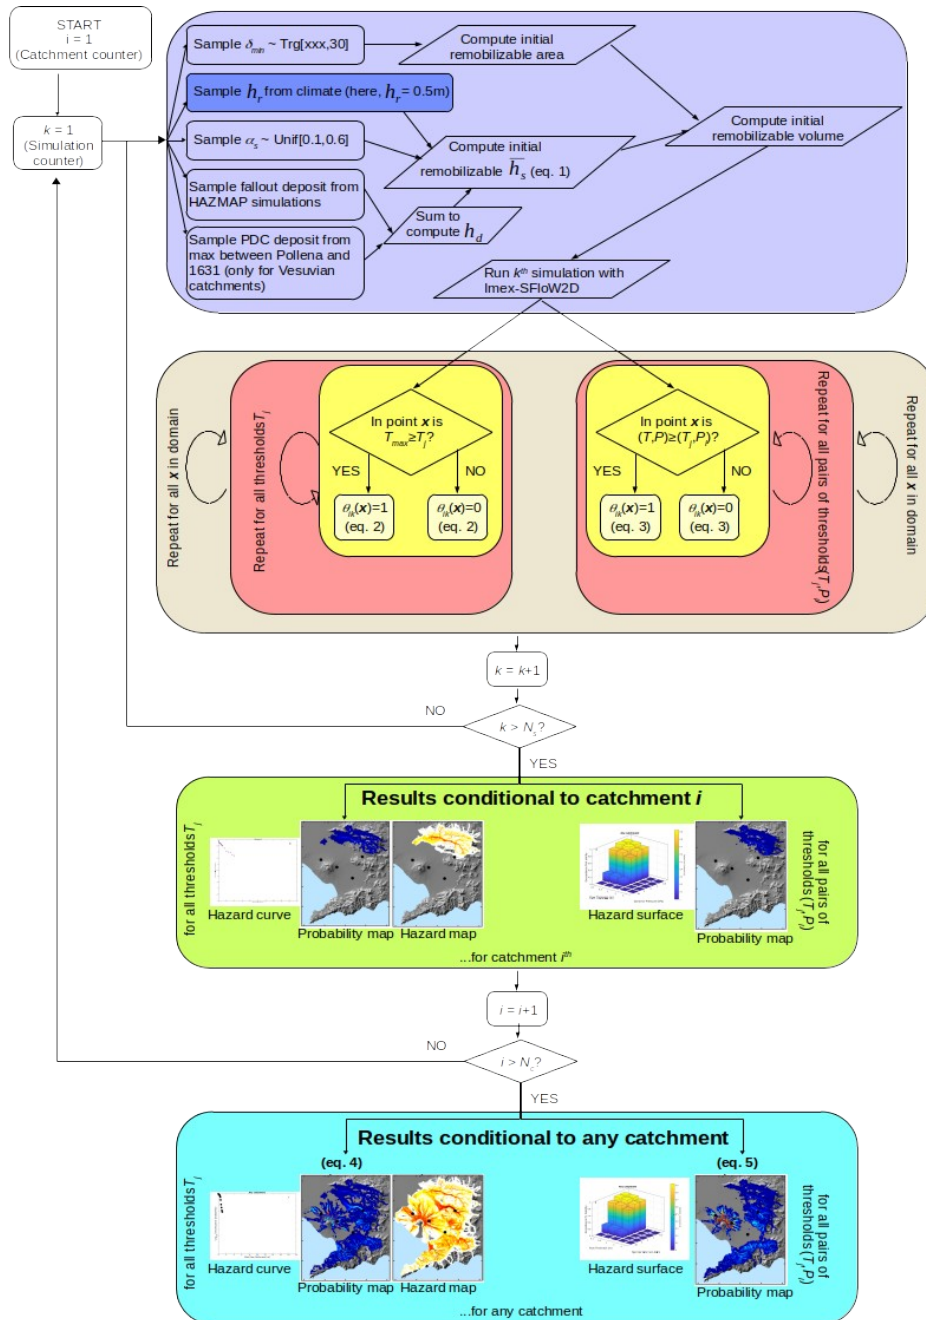 START
i = 1
(Catchment counter)
k = 1
(Simulation
counter)
Sample δmin ~ Trg[xxx,30]
Compute initial
remobilizable area
Sample hr from climate (here, hr = 0.5m)
Sample αs ~ Unif[0.1,0.6]
Compute initial
remobilizable h̅s (eq. 1)
Compute initial
remobilizable volume
Sample fallout deposit from
HAZMAP simulations
Sum to
compute hd
Sample PDC deposit from
max between Pollena and
1631 (only for Vesuvian
catchments)
Run kth simulation with
Imex-SFloW2D
Repeat for all x in domain
Repeat for all thresholds Tj
In point x is
Tmax≥Tj?
YES
NO
θik(x)=1
(eq. 2)
θik(x)=0
(eq. 2)
In point x is
(T,P)≥(Tj,Pl)?
YES
NO
θik(x)=1
(eq. 3)
θik(x)=0
(eq. 3)
Repeat for all pairs of thresholds(Tj,Pl)
Repeat for all x in domain
k = k+1
NO
k > Ns?
YES
Results conditional to catchment i
for all thresholds Tj
Hazard curve
Probability map
Hazard map
Hazard surface
Probability map
for all pairs of
thresholds (Tj,Pl)
...for catchment ith
i = i+1
NO
i > Nc?
YES
Results conditional to any catchment
(eq. 4)
(eq. 5)
for all thresholds Tj
Hazard curve
Probability map
Hazard map
Hazard surface
Probability map
for all pairs of
thresholds (Tj,Pl)
...for any catchment